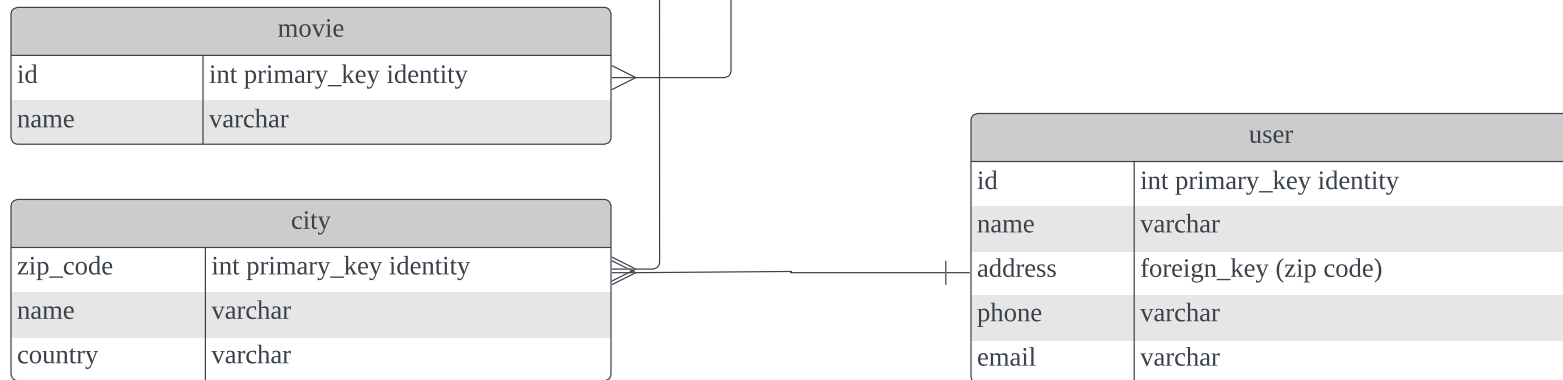 movie
id int primary_key identity
name varchar
city
zip_code int primary_key identity
name varchar
country varchar
user
id int primary_key identity
name varchar
address foreign_key (zip code)
phone varchar
email varchar